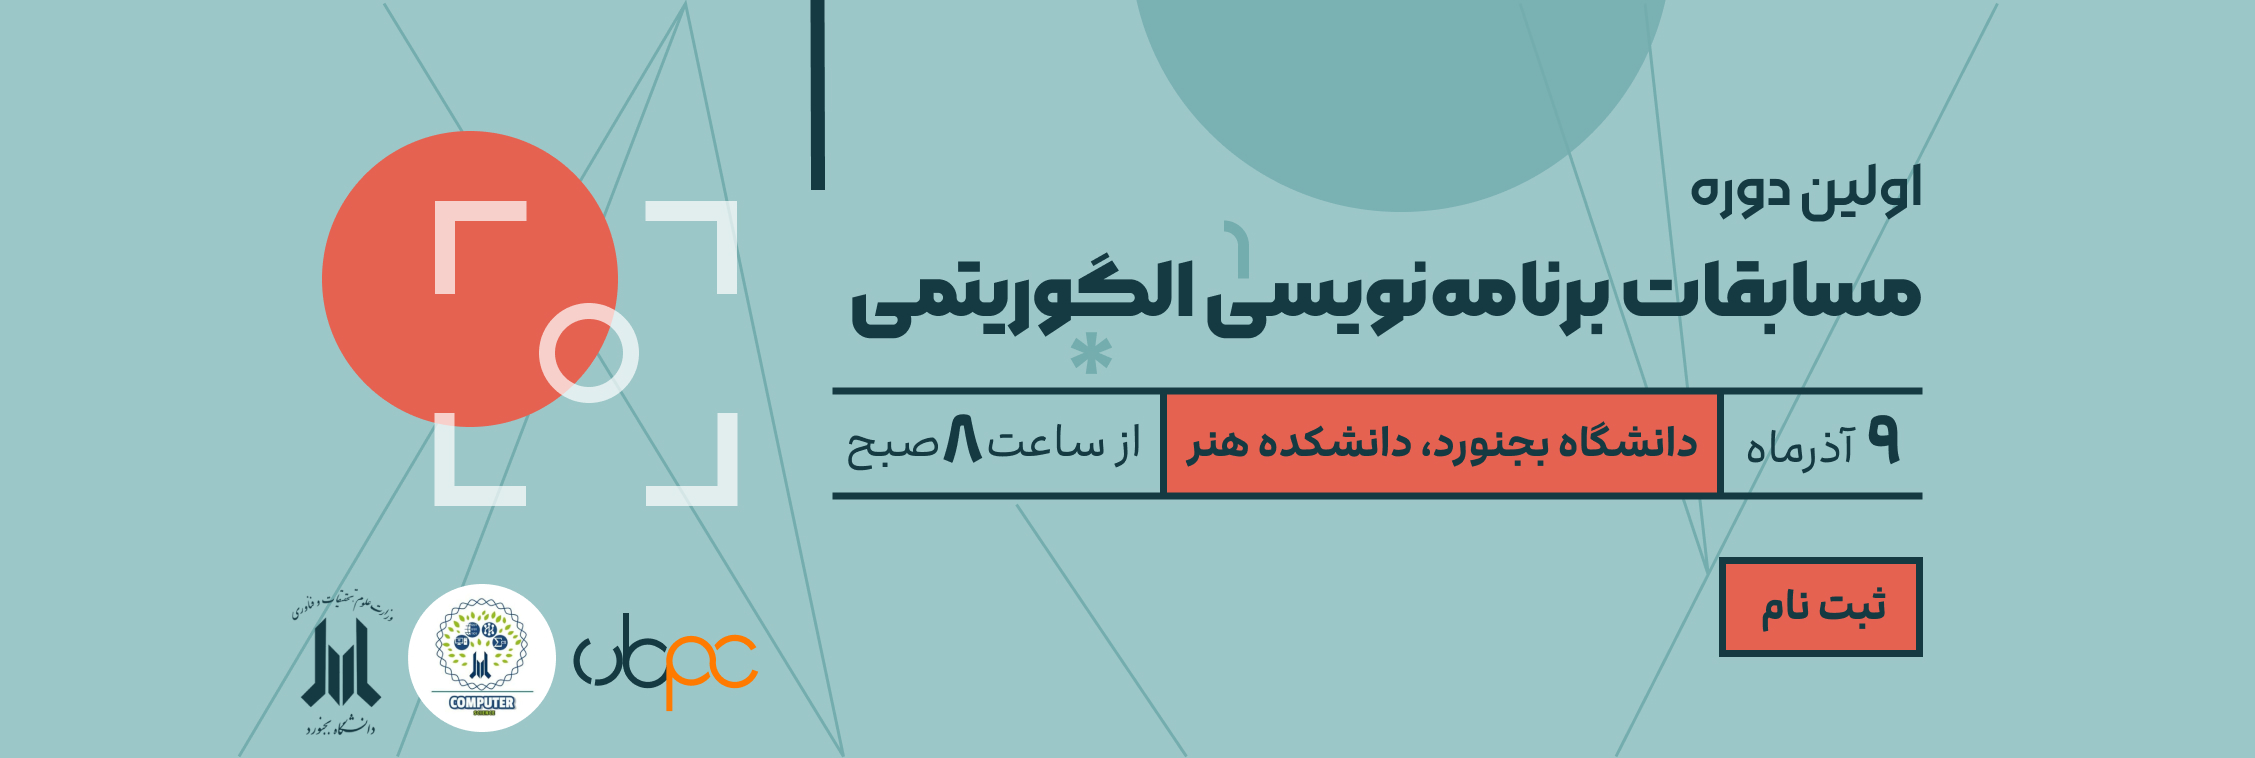 اولین دوره
مسابقات برنامه‌نویسی الگوریتمی
۹ آذرماه
دانشگاه بجنورد، دانشکده هنر
از ساعت ۸ صبح
ثبت نام
ubpc
COMPUTER
SCIENCE
وزارت علوم تحقیقات و فناوری
دانشگاه بجنورد